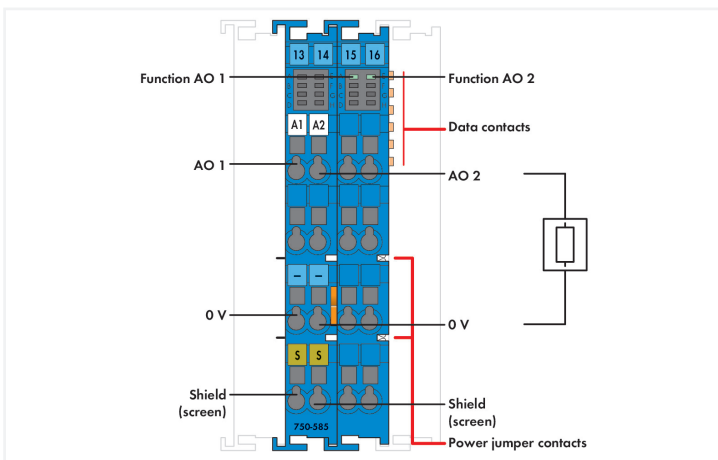 13 14 15 16
Function AO 1
Function AO 2
A1 A2
Data contacts
AO 1
AO 2
– –
0 V
0 V
S S
Shield
(screen)
Shield
(screen)
750-585
Power jumper contacts